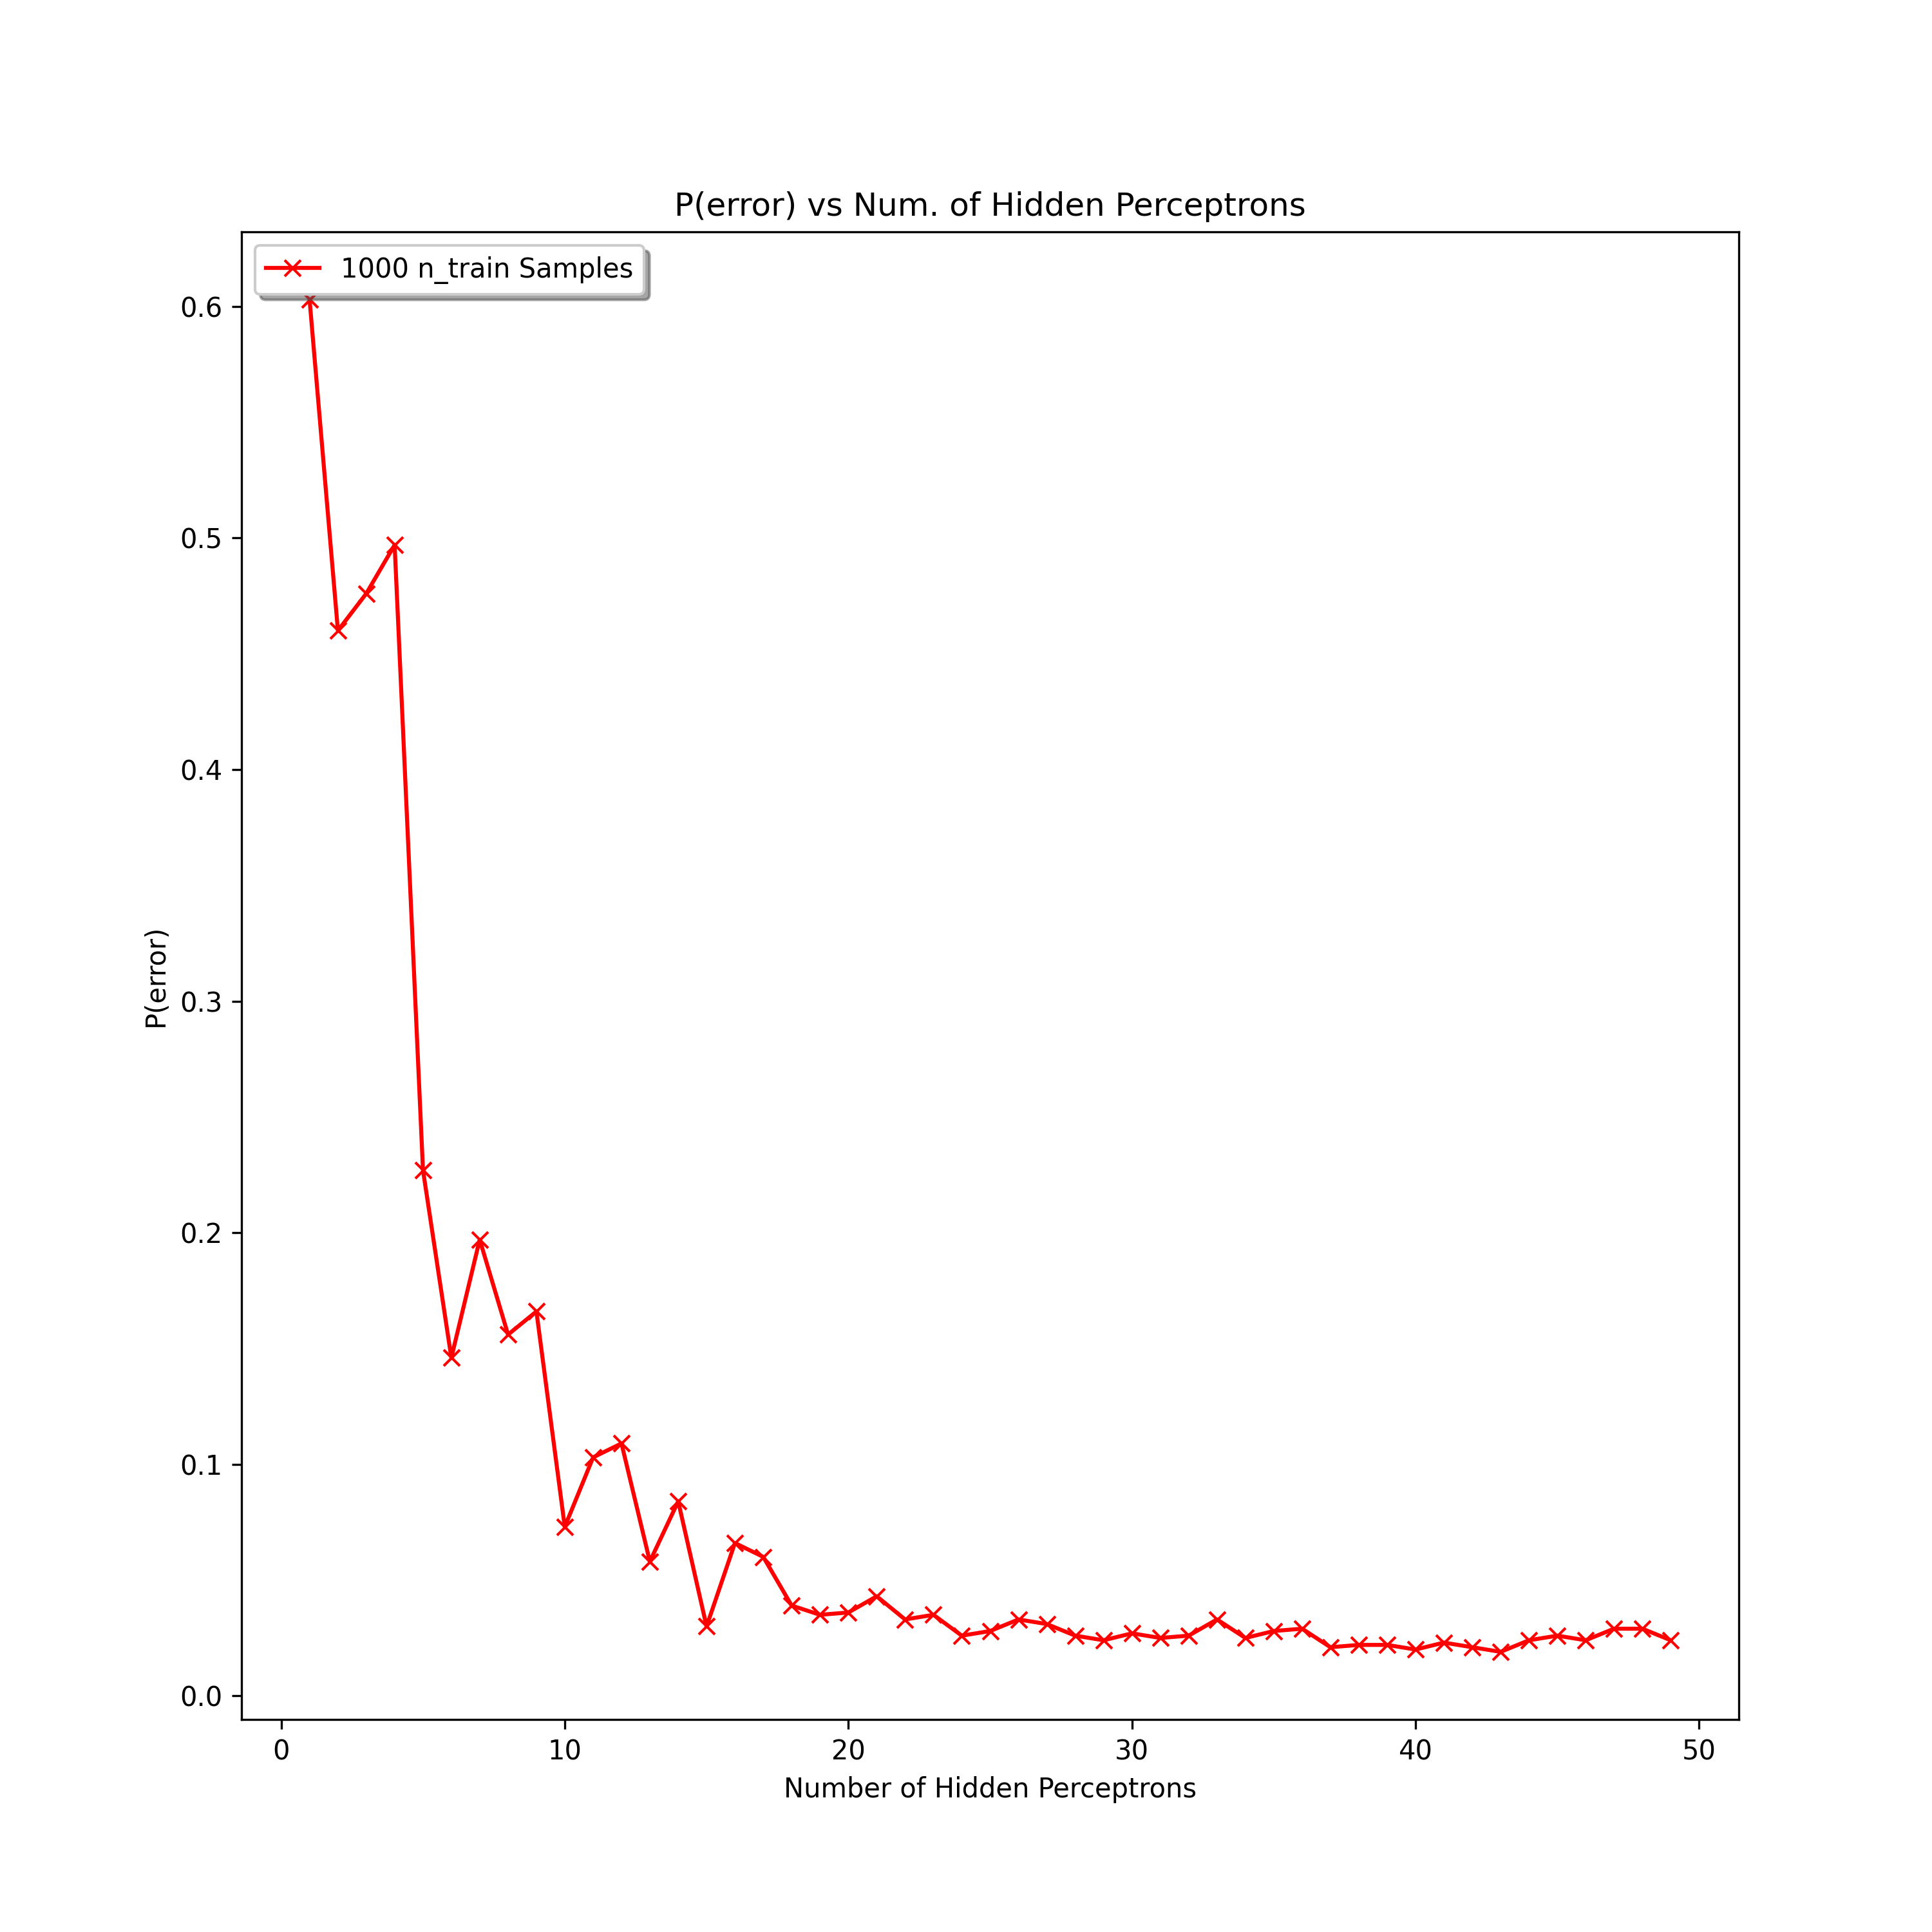 P(error) vs Num. of Hidden Perceptrons
1000 n_train Samples
0.6
0.5
0.4
0.3
0.2
0.1
0.0
P(error)
0 10 20 30 40 50
Number of Hidden Perceptrons